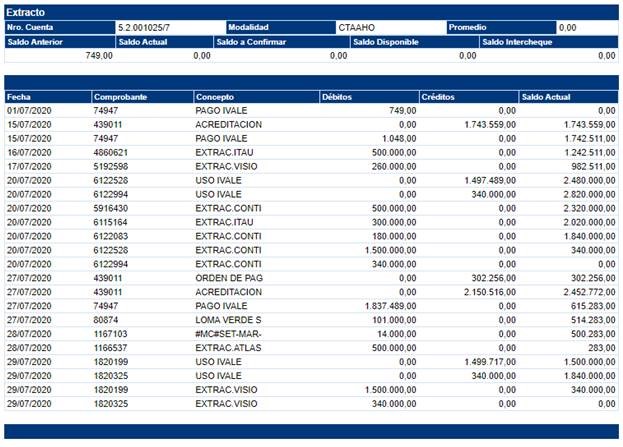 Extracto
Nro. Cuenta 5.2.001025/7 Modalidad CTAAHO Promedio 0,00
Saldo Anterior Saldo Actual Saldo a Confirmar Saldo Disponible Saldo Intercheque
749,00 0,00 0,00 0,00 0,00
Fecha Comprobante Concepto Débitos Créditos Saldo Actual
01/07/2020 74947 PAGO IVALE 749,00 0,00 0,00
15/07/2020 439011 ACREDITACION 0,00 1.743.559,00 1.743.559,00
15/07/2020 74947 PAGO IVALE 1.048,00 0,00 1.742.511,00
16/07/2020 4860621 EXTRAC.ITAU 500.000,00 0,00 1.242.511,00
17/07/2020 5192598 EXTRAC.VISIO 260.000,00 0,00 982.511,00
20/07/2020 6122528 USO IVALE 0,00 1.497.489,00 2.480.000,00
20/07/2020 6122994 USO IVALE 0,00 340.000,00 2.820.000,00
20/07/2020 5916430 EXTRAC.CONTI 500.000,00 0,00 2.320.000,00
20/07/2020 6115164 EXTRAC.ITAU 300.000,00 0,00 2.020.000,00
20/07/2020 6122083 EXTRAC.CONTI 180.000,00 0,00 1.840.000,00
20/07/2020 6122528 EXTRAC.CONTI 1.500.000,00 0,00 340.000,00
20/07/2020 6122994 EXTRAC.CONTI 340.000,00 0,00 0,00
27/07/2020 439011 ORDEN DE PAG 0,00 302.256,00 302.256,00
27/07/2020 439011 ACREDITACION 0,00 2.150.516,00 2.452.772,00
27/07/2020 74947 PAGO IVALE 1.837.489,00 0,00 615.283,00
27/07/2020 80874 LOMA VERDE S 101.000,00 0,00 514.283,00
28/07/2020 1167103 #MC#SET-MAR- 14.000,00 0,00 500.283,00
28/07/2020 1166537 EXTRAC.ATLAS 500.000,00 0,00 283,00
29/07/2020 1820199 USO IVALE 0,00 1.499.717,00 1.500.000,00
29/07/2020 1820325 USO IVALE 0,00 340.000,00 1.840.000,00
29/07/2020 1820199 EXTRAC.VISIO 1.500.000,00 0,00 340.000,00
29/07/2020 1820325 EXTRAC.VISIO 340.000,00 0,00 0,00